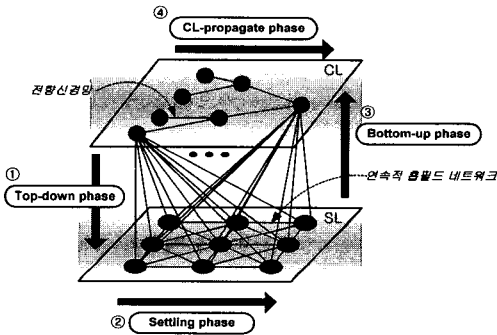 ④
CL-propagate phase
CL
전향신경망
③
Bottom-up phase
①
Top-down phase
연속적 홉필드 네트워크
SL
② Settling phase